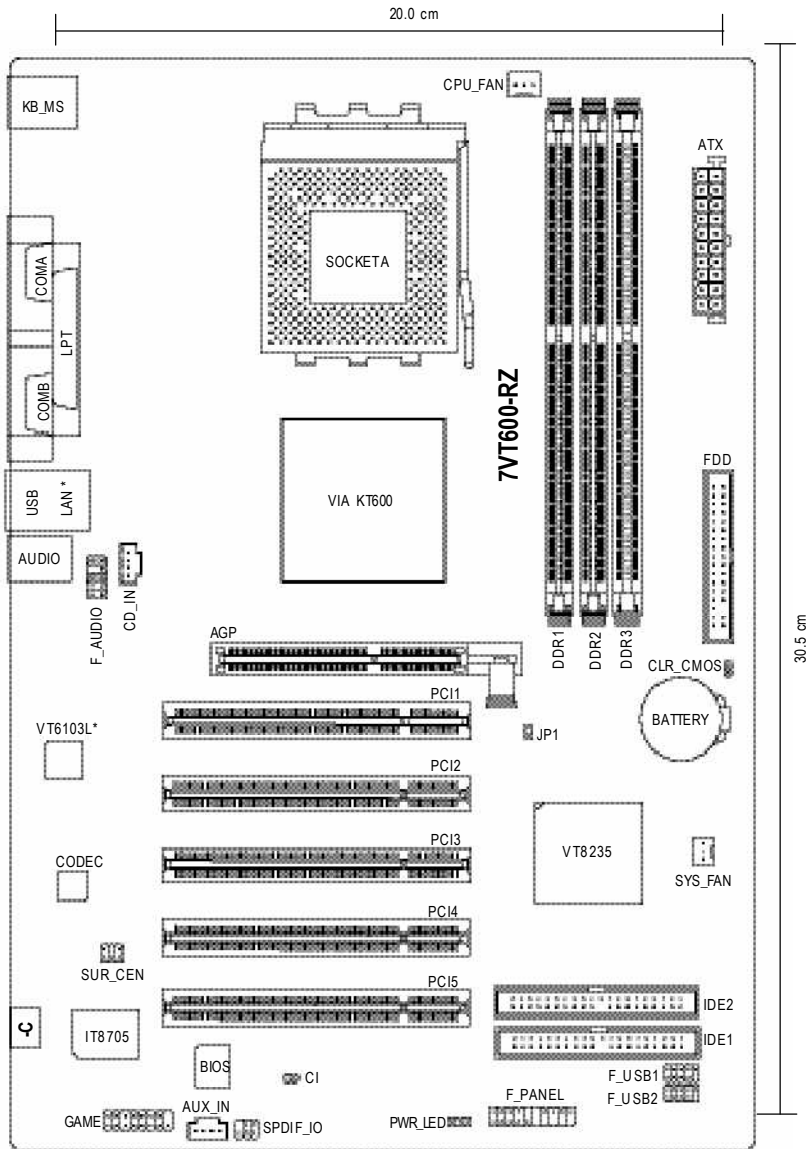 20.0 cm
CPU_FAN
KB_MS
ATX
SOCKETA
COMA
LPT
COMB
7VT600-RZ
FDD
USB
LAN *
VIA KT600
AUDIO
F_AUDIO
CD_IN
AGP
DDR1
DDR2
DDR3
30.5 cm
CLR_CMOS
BATTERY
PCI1
JP1
VT6103L*
PCI2
PCI3
VT8235
CODEC
SYS_FAN
PCI4
SUR_CEN
PCI5
IDE2
-C
IT8705
IDE1
BIOS
CI
F_USB1
F_USB2
F_PANEL
AUX_IN
GAME
SPDIF_IO
PWR_LED